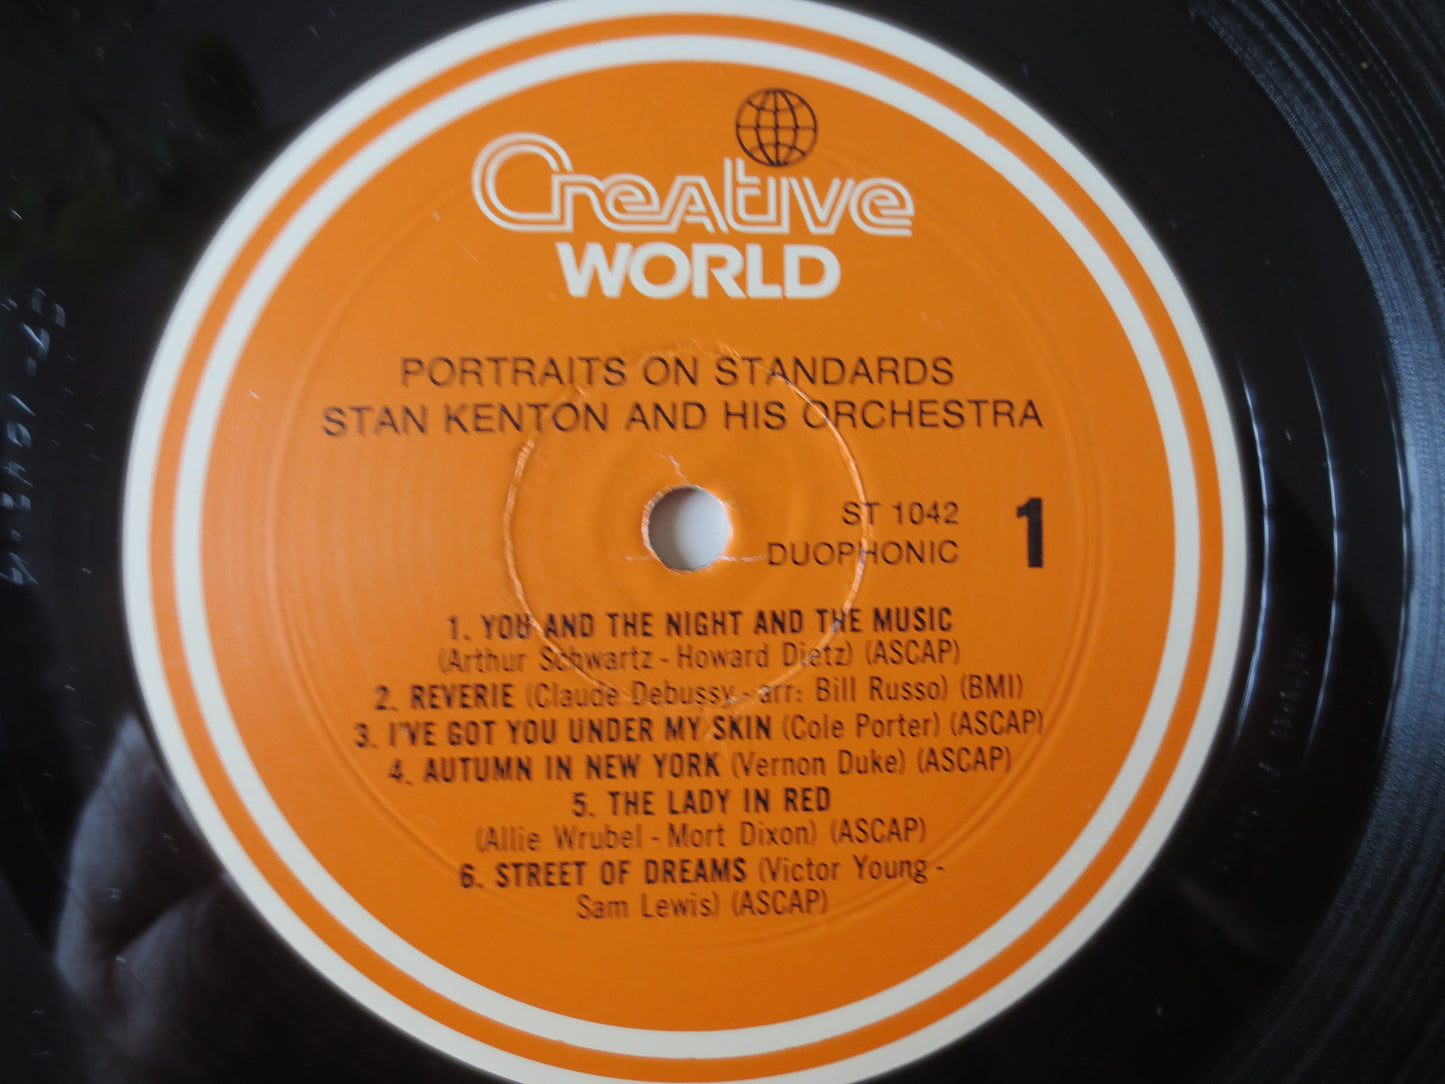 Creative
WORLD
PORTRAITS ON STANDARDS
STAN KENTON AND HIS ORCHESTRA
ST 1042
DUOPHONIC
1
1. YOU AND THE NIGHT AND THE MUSIC
(Arthur Schwartz - Howard Dietz) (ASCAP)
2. REVERIE (Claude Debussy - arr: Bill Russo) (BMI)
3. I'VE GOT YOU UNDER MY SKIN (Cole Porter) (ASCAP)
4. AUTUMN IN NEW YORK (Vernon Duke) (ASCAP)
5. THE LADY IN RED
(Allie Wrubel - Mort Dixon) (ASCAP)
6. STREET OF DREAMS (Victor Young -
Sam Lewis) (ASCAP)